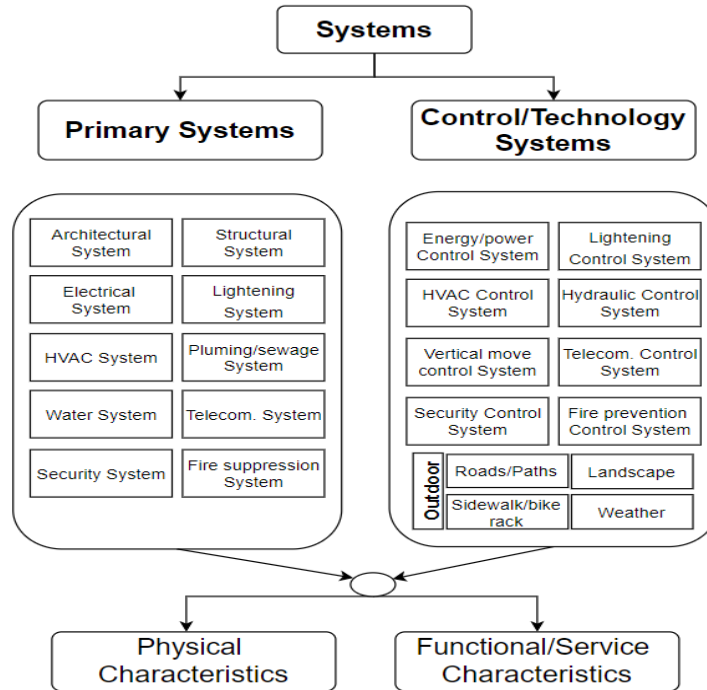 Systems
Primary Systems
Control/Technology
Systems
Architectural
System
Structural
System
Electrical
System
Lightening
System
HVAC System
Pluming/sewage
System
Water System
Telecom. System
Security System
Fire suppression
System
Energy/power
Control System
Lightening
Control System
HVAC Control
System
Hydraulic Control
System
Vertical move
control System
Telecom. Control
System
Security Control
System
Fire prevention
Control System
Outdoor
Roads/Paths
Landscape
Sidewalk/bike
rack
Weather
Physical
Characteristics
Functional/Service
Characteristics